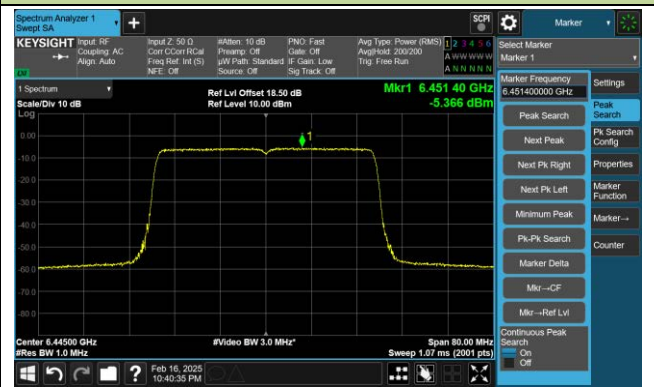 Spectrum Analyzer 1
Swept SA
SCPI
Marker
KEYSIGHT
Input: RF
Coupling: AC
Align: Auto
Input Z: 50 Ω
Corr CCorr RCal
Freq Ref: Int (S)
NFE: Off
#Atten: 10 dB
Preamp: Off
µW Path: Standard
Source: Off
PNO: Fast
Gate: Off
IF Gain: Low
Sig Track: Off
Avg Type: Power (RMS)
Avg|Hold: 200/200
Trig: Free Run
1 2 3 4 5 6
A W W W W W
A N N N N N
Select Marker
Marker 1
1 Spectrum
Scale/Div 10 dB
Log
Ref Lvl Offset 18.50 dB
Ref Level 10.00 dBm
Mkr1 6.451 40 GHz
-5.366 dBm
1
0.00
-10.0
-20.0
-30.0
-40.0
-50.0
-60.0
-70.0
-80.0
Center 6.44500 GHz
#Res BW 1.0 MHz
#Video BW 3.0 MHz*
Span 80.00 MHz
Sweep 1.07 ms (2001 pts)
Marker Frequency
6.451400000 GHz
Peak Search
Next Peak
Next Pk Right
Next Pk Left
Minimum Peak
Pk-Pk Search
Marker Delta
Mkr→CF
Mkr→Ref Lvl
Continuous Peak
Search
On
Off
Settings
Peak
Search
Pk Search
Config
Properties
Marker
Function
Marker→
Counter
?
Feb 16, 2025
10:40:35 PM